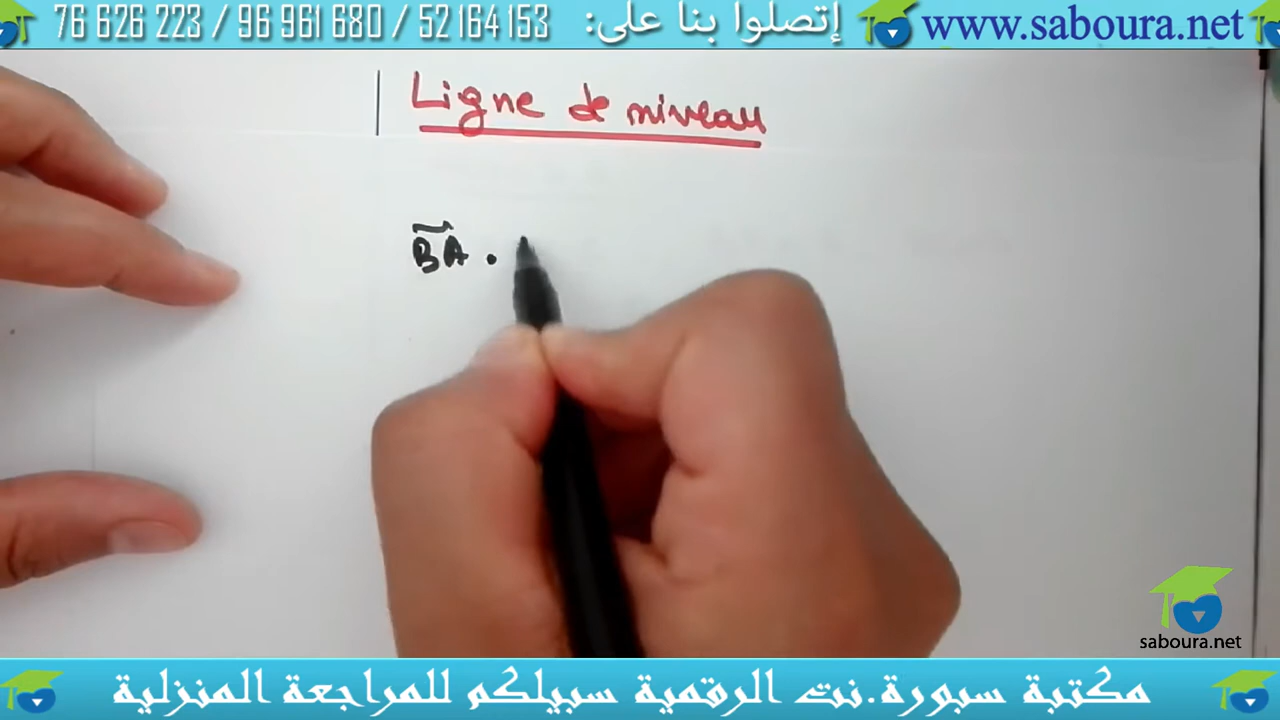 76 626 223 / 96 961 680 / 52 164 153 إتصلوا بنا على: www.saboura.net
Ligne de niveau
BA .
saboura.net
مكتبة سبورة.نت الرقمية سبيلكم للمراجعة المنزلية